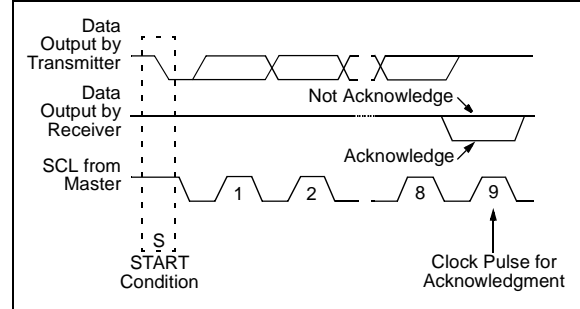 Data
Output by
Transmitter
Data
Output by
Receiver
Not Acknowledge
Acknowledge
SCL from
Master
1
2
8
9
S
START
Condition
Clock Pulse for
Acknowledgment